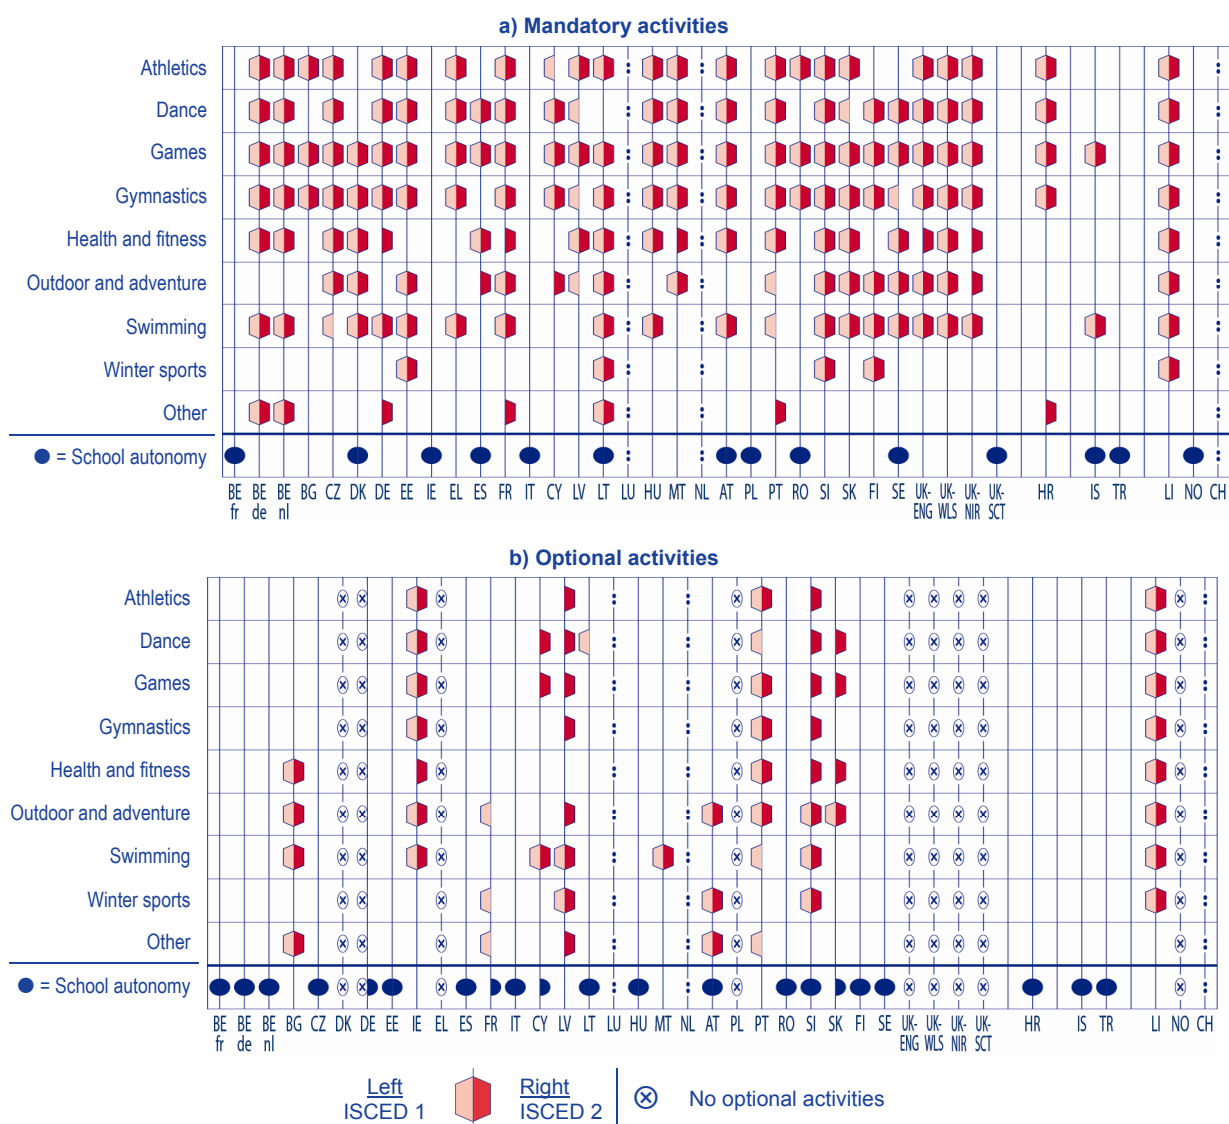 a) Mandatory activities
Athletics
Dance
Games
Gymnastics
Health and fitness
Outdoor and adventure
Swimming
Winter sports
Other
= School autonomy
BE fr BE de BE nl BG CZ DK DE EE IE EL ES FR IT CY LV LT LU HU MT NL AT PL PT RO SI SK FI SE UK-ENG UK-WLS UK-NIR UK-SCT HR IS TR LI NO CH
b) Optional activities
Athletics
Dance
Games
Gymnastics
Health and fitness
Outdoor and adventure
Swimming
Winter sports
Other
= School autonomy
BE fr BE de BE nl BG CZ DK DE EE IE EL ES FR IT CY LV LT LU HU MT NL AT PL PT RO SI SK FI SE UK-ENG UK-WLS UK-NIR UK-SCT HR IS TR LI NO CH
Left Right
ISCED 1 ISCED 2
No optional activities